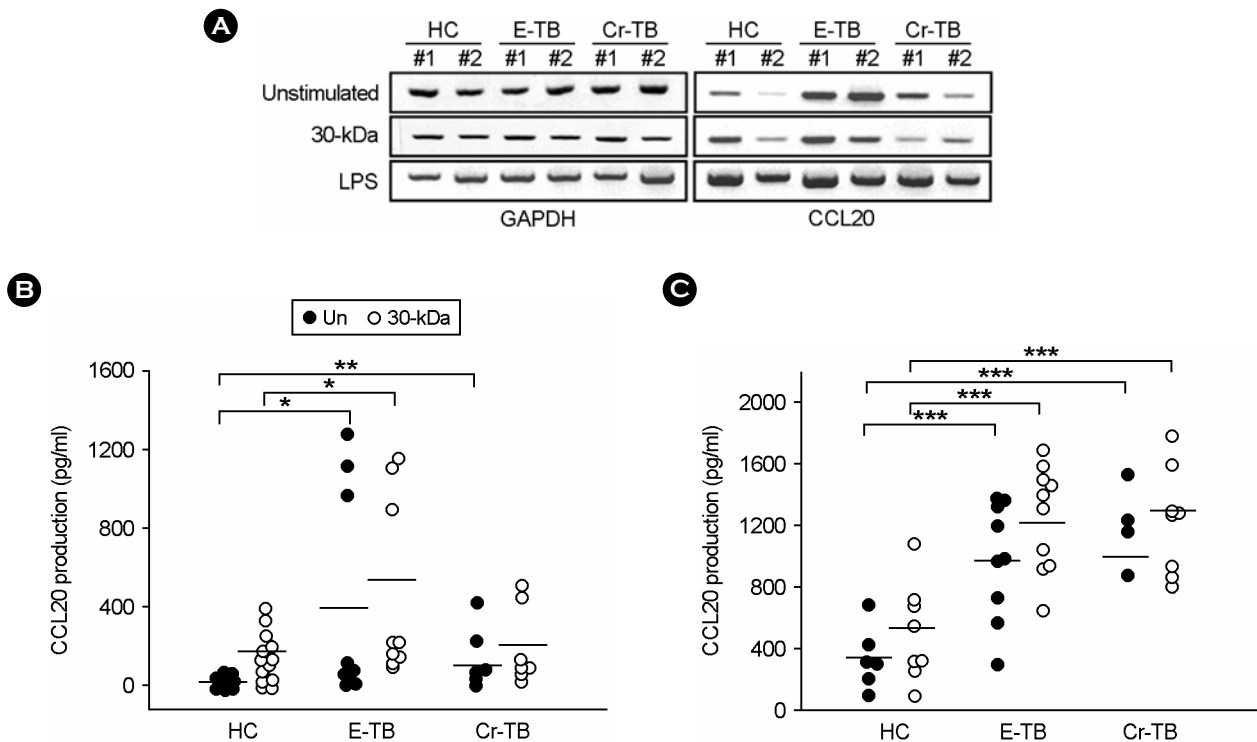 A
HC E-TB Cr-TB HC E-TB Cr-TB
#1 #2 #1 #2 #1 #2 #1 #2 #1 #2 #1 #2
Unstimulated
30-kDa
LPS
GAPDH CCL20
B
Un 30-kDa
**
*
*
1600
1200
800
400
0
CCL20 production (pg/ml)
HC E-TB Cr-TB
C
***
***
***
***
2000
1600
1200
800
400
0
CCL20 production (pg/ml)
HC E-TB Cr-TB